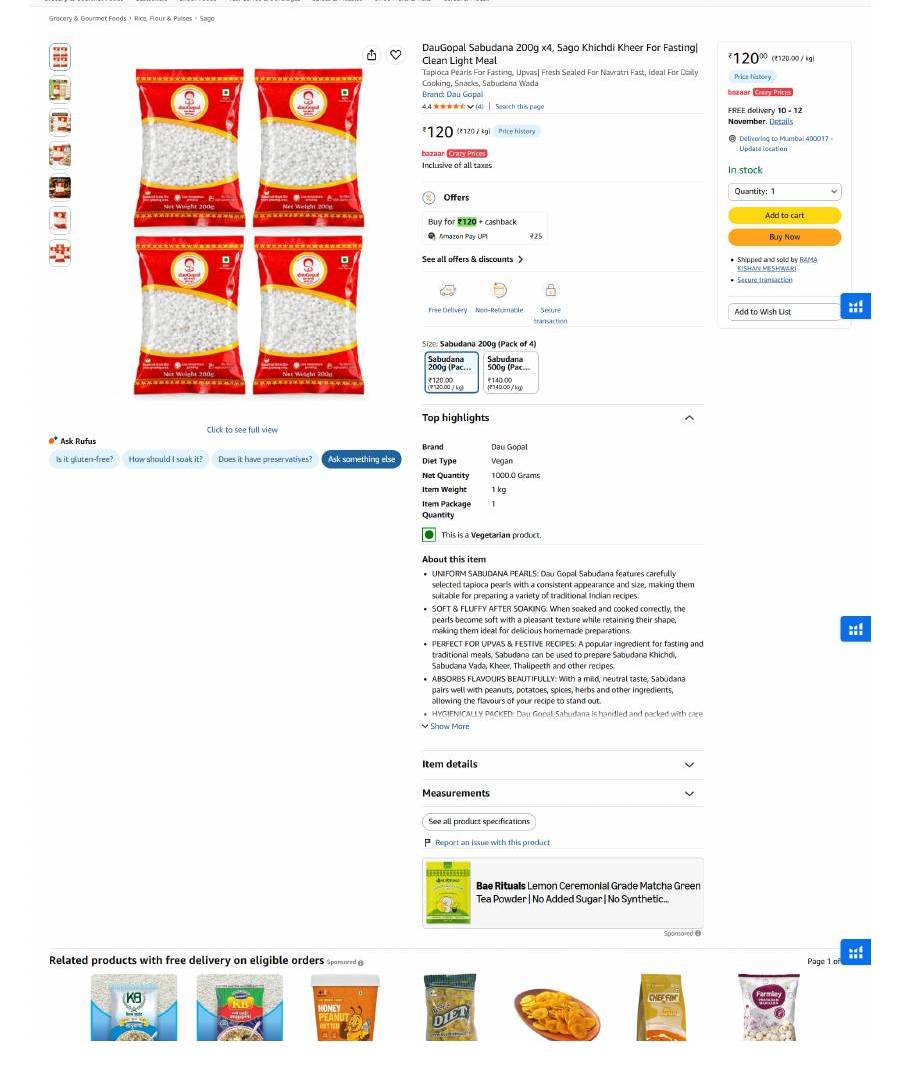 Grocery & Gourmet Foods › Rice, Flour & Pulses › Sago
DauGopal Sabudana 200g x4, Sago Khichdi Kheer For Fasting|
Clean Light Meal
Tapioca Pearls For Fasting, Upvas| Fresh Sealed For Navratri Fast, Ideal For Daily
Cooking, Snacks, Sabudana Wada
Brand: Dau Gopal
4.4 (4) | Search this page
₹120 (₹120 / kg) Price history
bazaar Crazy Prices
Inclusive of all taxes
Offers
Buy for ₹120 + cashback
Amazon Pay UPI ₹25
See all offers & discounts
Free Delivery Non-Returnable Secure
transaction
Size: Sabudana 200g (Pack of 4)
Sabudana
200g (Pac...
₹120.00
(₹120.00 / kg)
Sabudana
500g (Pac...
₹140.00
(₹140.00 / kg)
Net Weight 200g
Net Weight 200g
Net Weight 200g
Net Weight 200g
Click to see full view
Ask Rufus
Is it gluten-free? How should I soak it? Does it have preservatives? Ask something else
Top highlights
Brand Dau Gopal
Diet Type Vegan
Net Quantity 1000.0 Grams
Item Weight 1 kg
Item Package 1
Quantity
This is a Vegetarian product.
About this item
• UNIFORM SABUDANA PEARLS: Dau Gopal Sabudana features carefully
selected tapioca pearls with a consistent appearance and size, making them
suitable for preparing a variety of traditional Indian recipes.
• SOFT & FLUFFY AFTER SOAKING: When soaked and cooked correctly, the
pearls become soft with a pleasant texture while retaining their shape,
making them ideal for delicious homemade preparations.
• PERFECT FOR UPVAS & FESTIVE RECIPES: A popular ingredient for fasting and
traditional meals, Sabudana can be used to prepare Sabudana Khichdi,
Sabudana Vada, Kheer, Thalipeeth and other recipes.
• ABSORBS FLAVOURS BEAUTIFULLY: With a mild, neutral taste, Sabudana
pairs well with peanuts, potatoes, spices, herbs and other ingredients,
allowing the flavours of your recipe to stand out.
• HYGIENICALLY PACKED: Dau Gopal Sabudana is handled and packed with care
Show More
Item details
Measurements
See all product specifications
Report an issue with this product
Bae Rituals Lemon Ceremonial Grade Matcha Green
Tea Powder | No Added Sugar | No Synthetic...
Sponsored
₹120⁰⁰ (₹120.00 / kg)
Price history
bazaar Crazy Prices
FREE delivery 10 - 12
November. Details
Delivering to Mumbai 400017 -
Update location
In stock
Quantity: 1
Add to cart
Buy Now
• Shipped and sold by RAMA
KISHAN MESHWARI
• Secure transaction
Add to Wish List
Related products with free delivery on eligible orders Sponsored
Page 1 of
KB
HONEY
PEANUT
BUTTER
DIET
Farmley